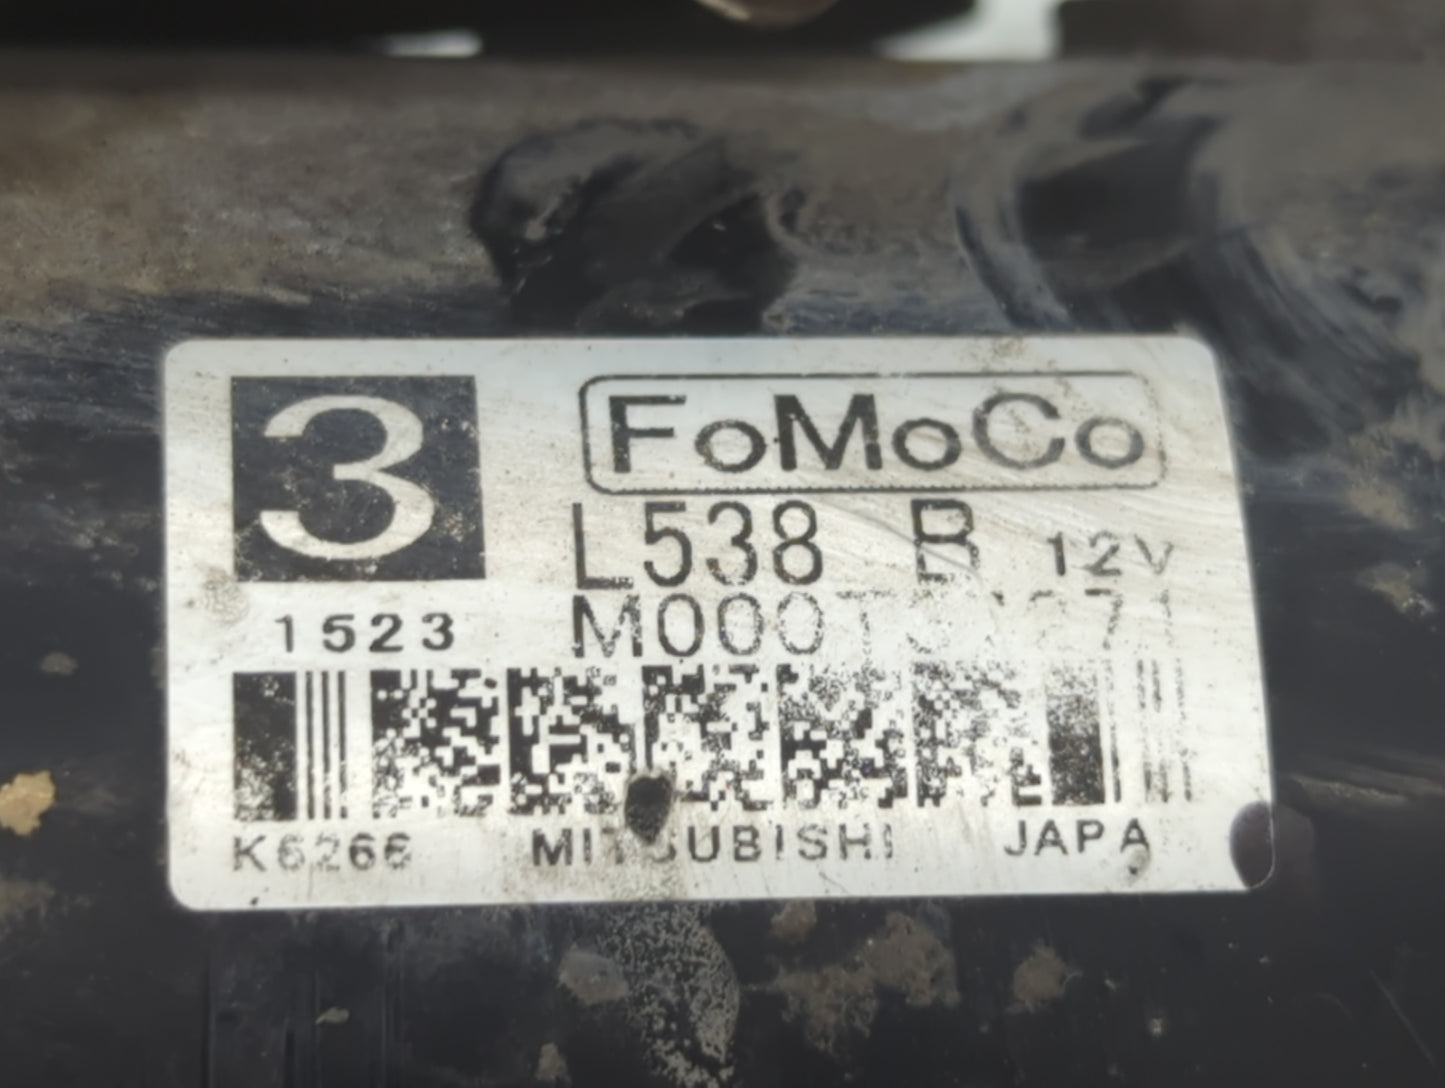 3
FoMoCo
L538 B 12V
1523
K6266 MITSUBISHI JAPA